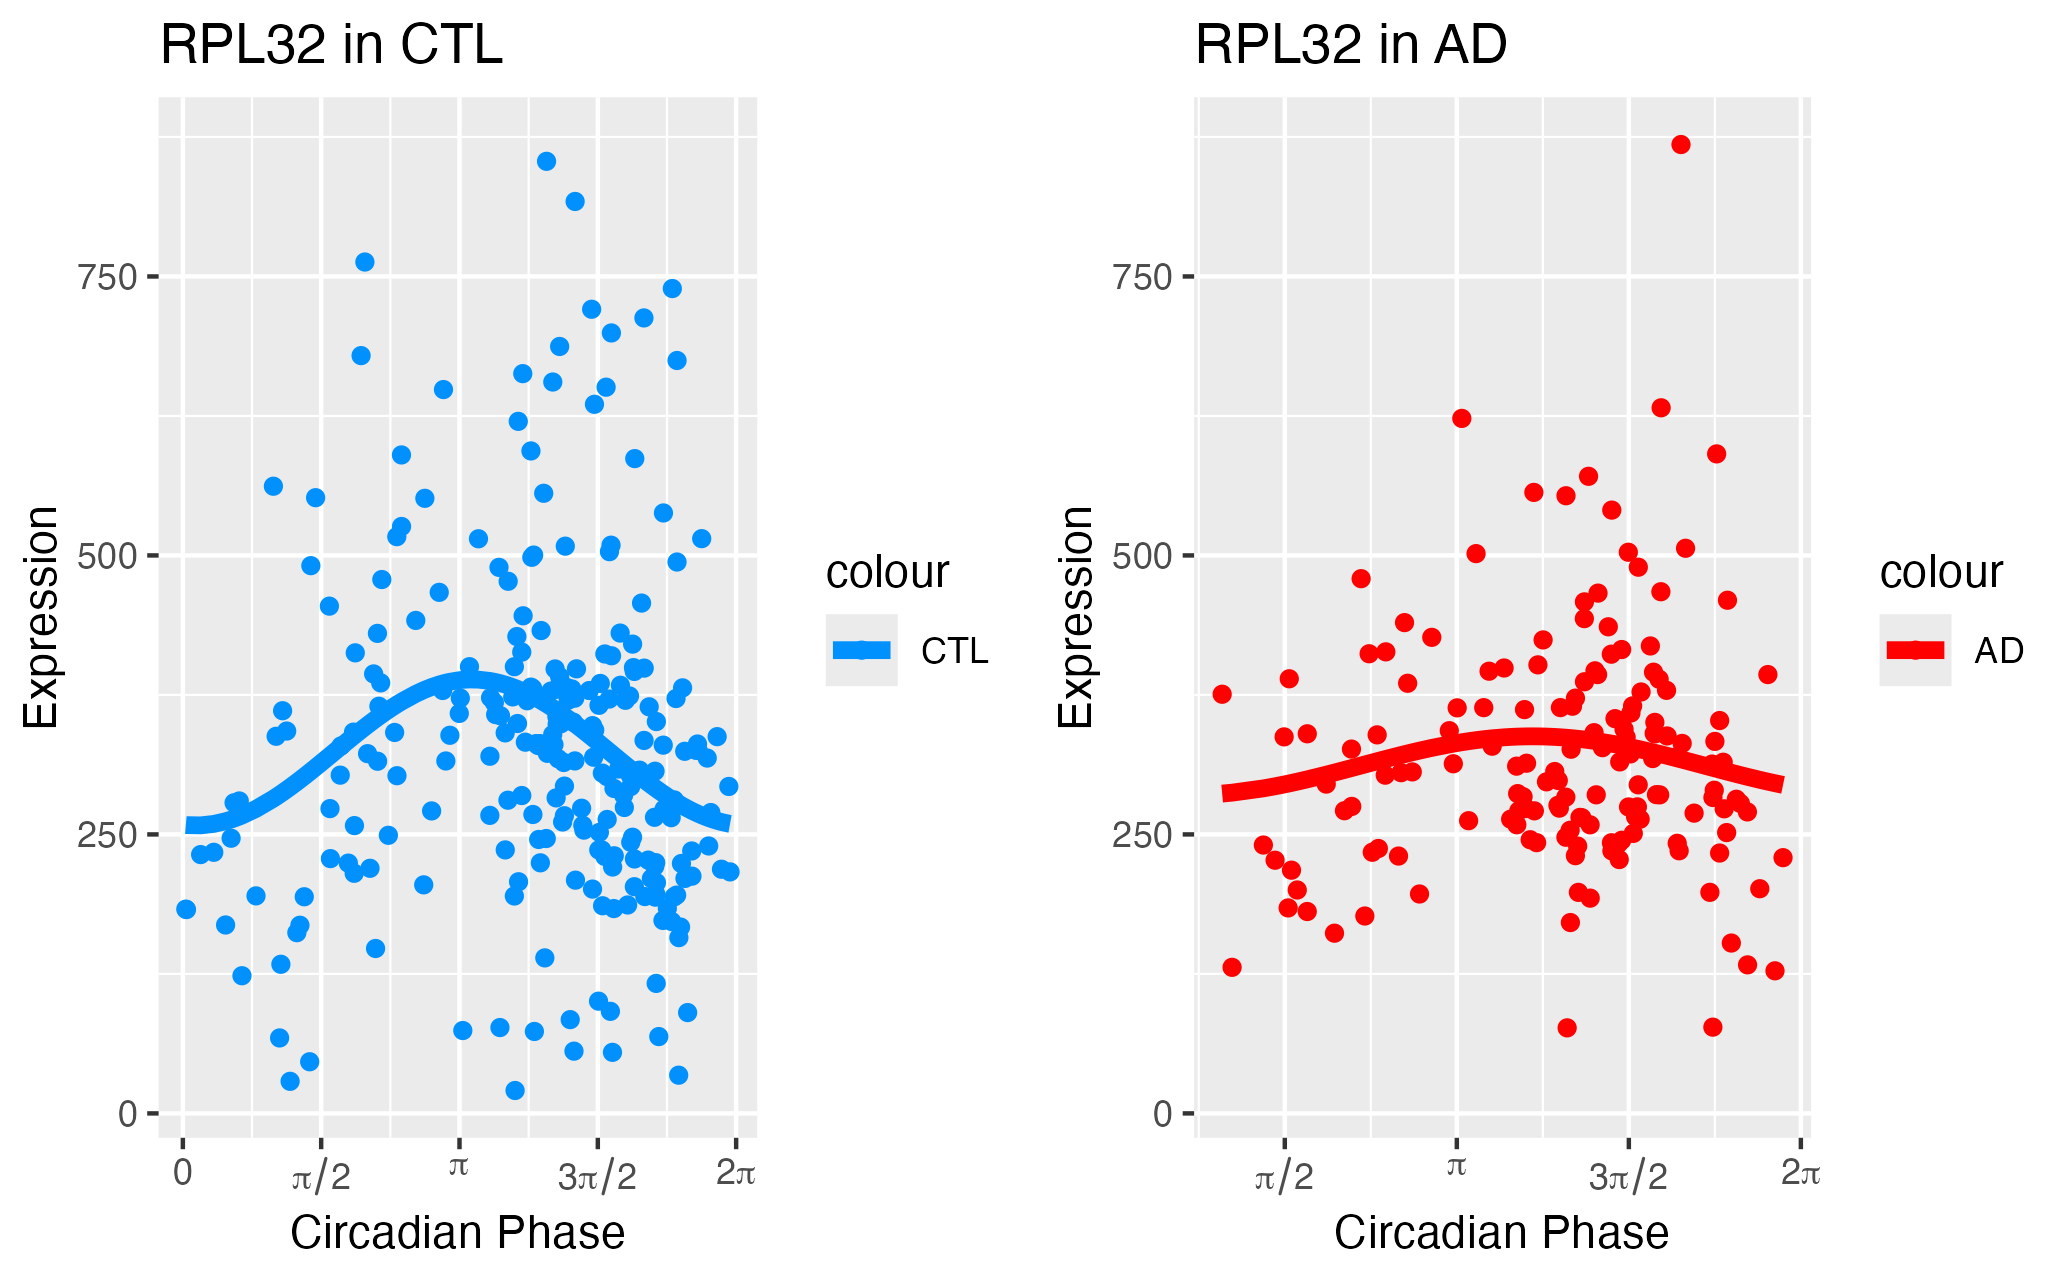 RPL32 in CTL
Expression
750
500
250
0
0 π/2 π 3π/2 2π
Circadian Phase
colour
CTL
RPL32 in AD
Expression
750
500
250
0
π/2 π 3π/2 2π
Circadian Phase
colour
AD